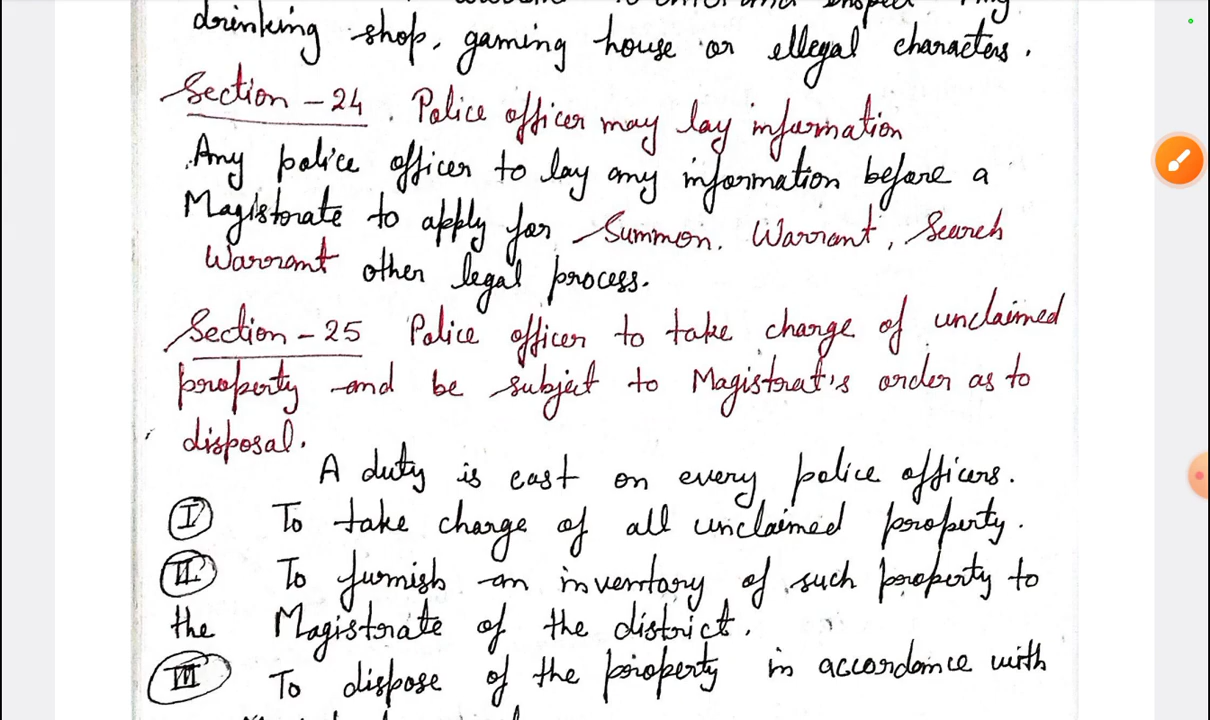 drinking shop, gaming house or ellegal characters.
Section - 24. Police officer may lay information
Any police officer to lay any information before a
Magistrate to apply for Summon. Warrant, Search
Warrant other legal process.
Section - 25 Police officer to take charge of unclaimed
property and be subject to Magistrat's order as to
disposal.
A duty is cast on every police officers.
I To take charge of all unclaimed property.
II To furnish an inventory of such property to
the Magistrate of the district.
III To dispose of the property in accordance with